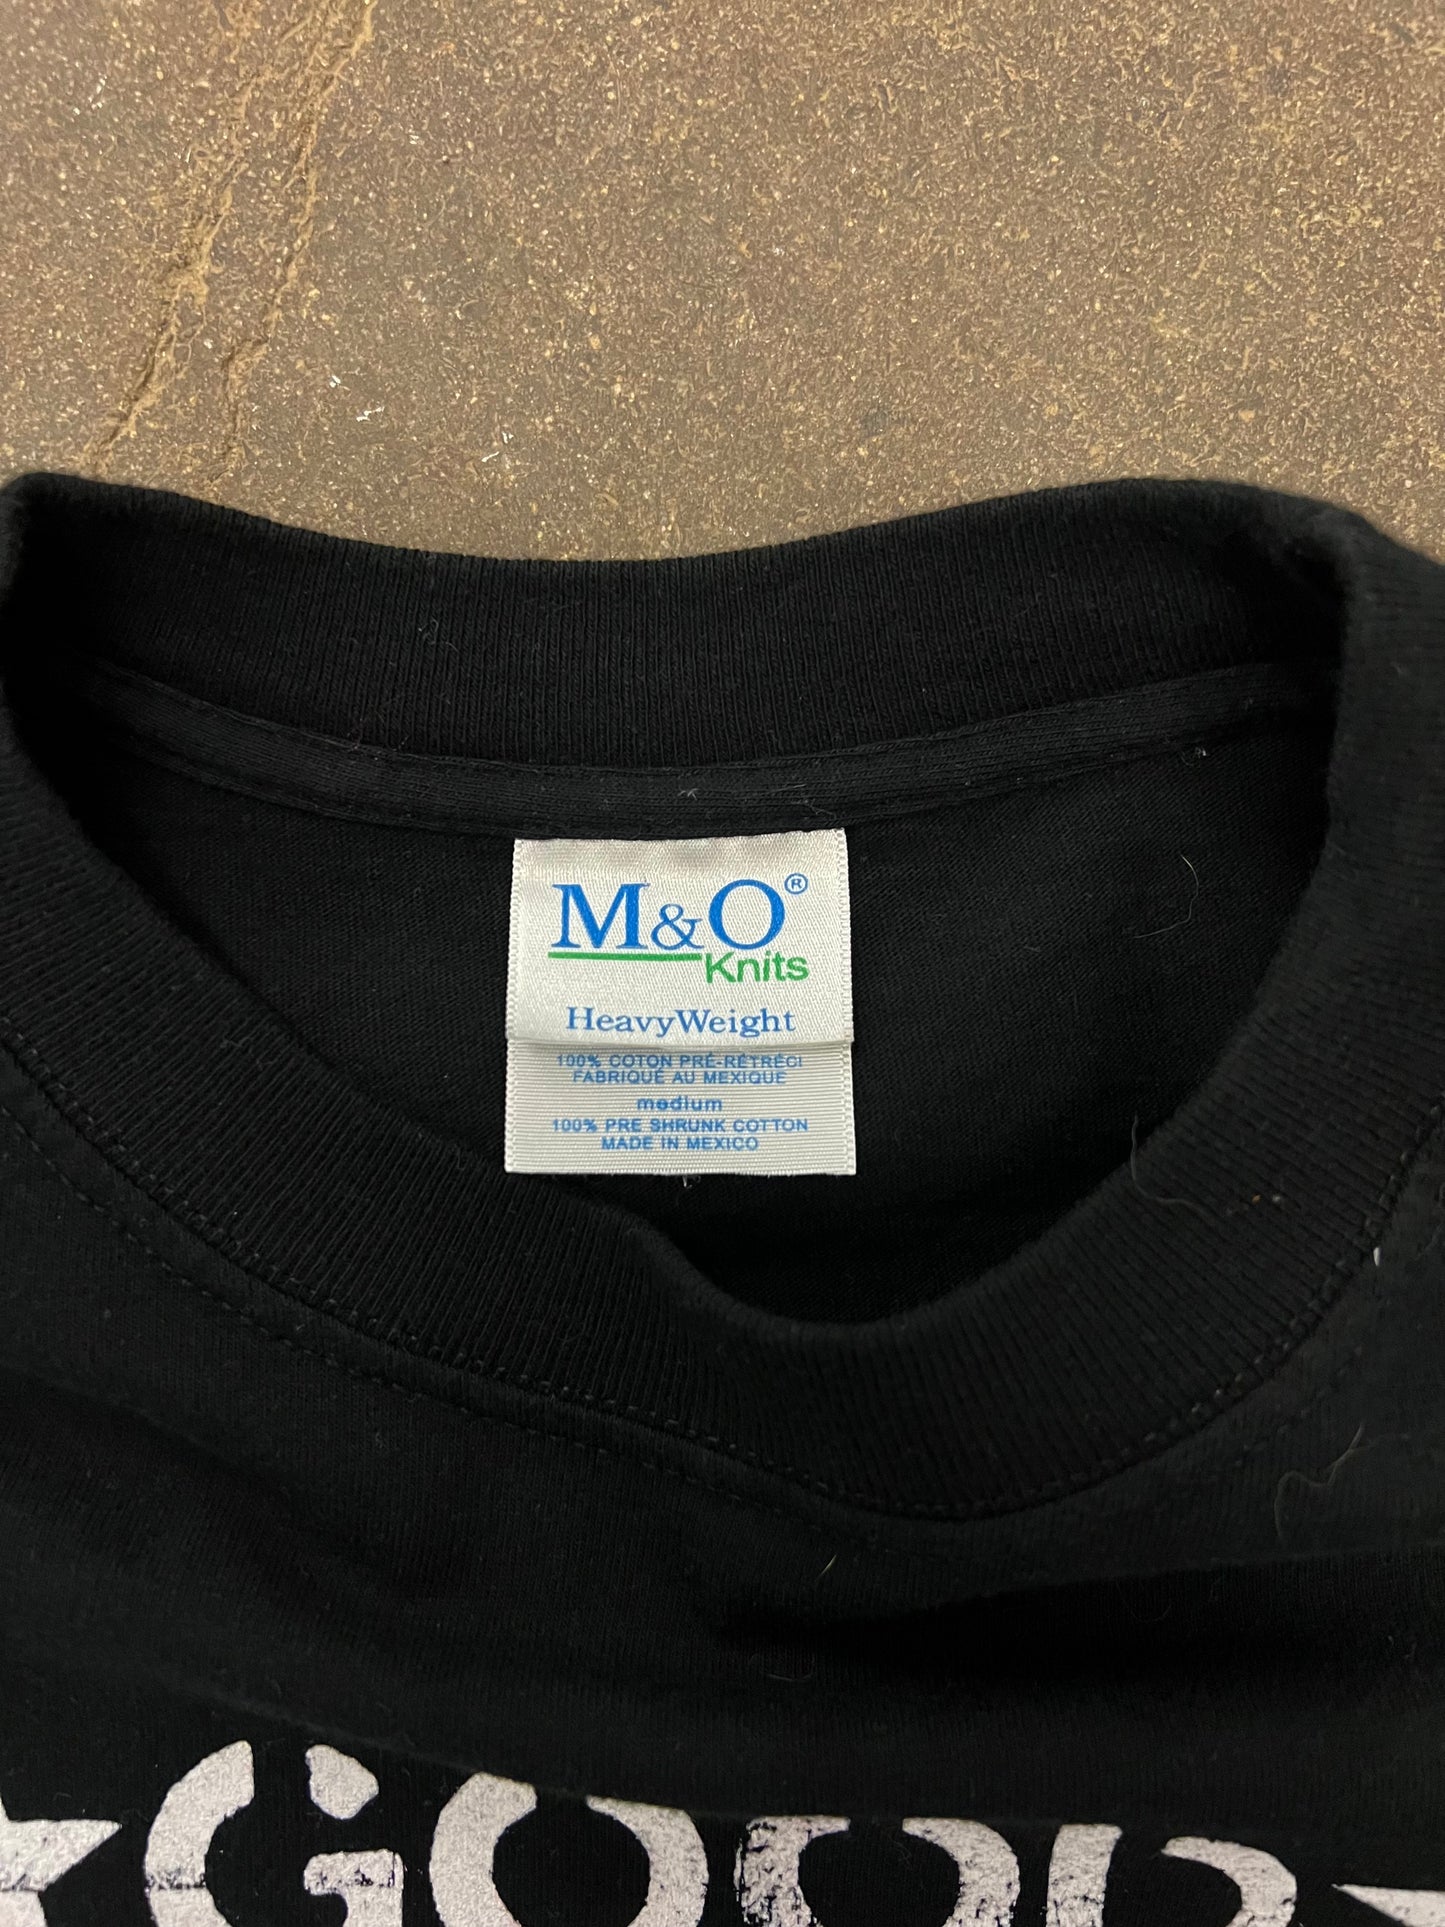 M&O®
Knits
HeavyWeight
100% COTON PRÉ-RÉTRÉCI
FABRIQUÉ AU MEXIQUE
medium
100% PRE SHRUNK COTTON
MADE IN MEXICO